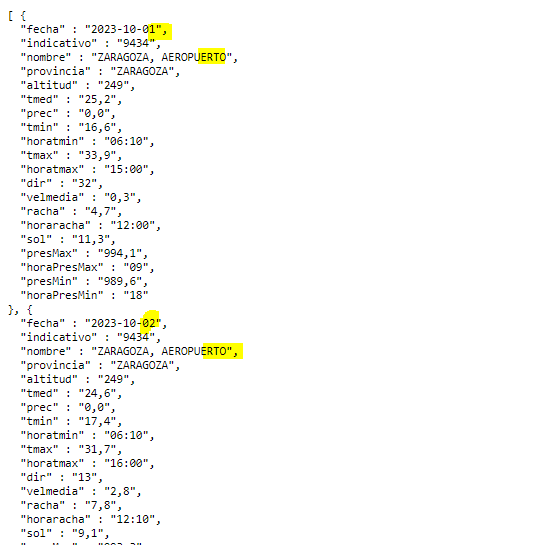 [ {
"fecha" : "2023-10-01",
"indicativo" : "9434",
"nombre" : "ZARAGOZA, AEROPUERTO",
"provincia" : "ZARAGOZA",
"altitud" : "249",
"tmed" : "25,2",
"prec" : "0,0",
"tmin" : "16,6",
"horatmin" : "06:10",
"tmax" : "33,9",
"horatmax" : "15:00",
"dir" : "32",
"velmedia" : "0,3",
"racha" : "4,7",
"horaracha" : "12:00",
"sol" : "11,3",
"presMax" : "994,1",
"horaPresMax" : "09",
"presMin" : "989,6",
"horaPresMin" : "18"
}, {
"fecha" : "2023-10-02",
"indicativo" : "9434",
"nombre" : "ZARAGOZA, AEROPUERTO",
"provincia" : "ZARAGOZA",
"altitud" : "249",
"tmed" : "24,6",
"prec" : "0,0",
"tmin" : "17,4",
"horatmin" : "06:10",
"tmax" : "31,7",
"horatmax" : "16:00",
"dir" : "13",
"velmedia" : "2,8",
"racha" : "7,8",
"horaracha" : "12:10",
"sol" : "9,1",